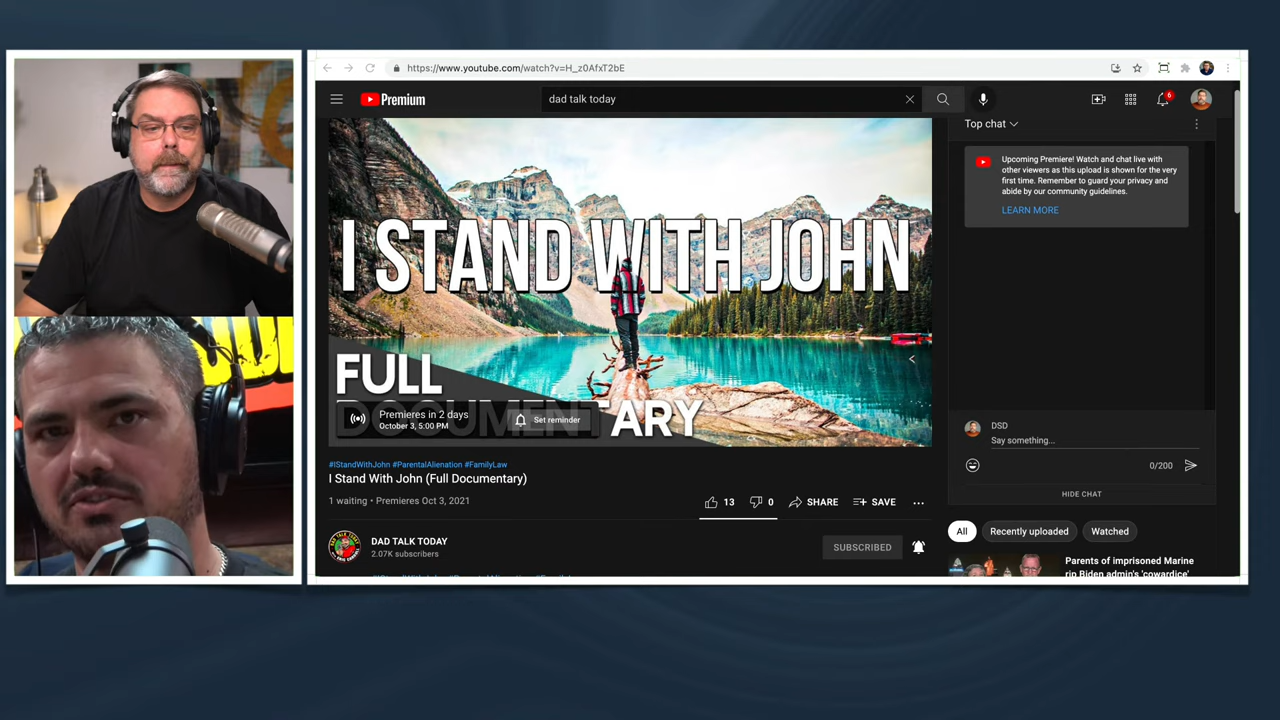 https://www.youtube.com/watch?v=H_z0AfxT2bE
Premium
dad talk today
6
I STAND WITH JOHN
FULL
DOCUMENTARY
Premieres in 2 days
October 3, 5:00 PM
Set reminder
#IStandWithJohn #ParentalAlienation #FamilyLaw
I Stand With John (Full Documentary)
1 waiting • Premieres Oct 3, 2021
13
0
SHARE
SAVE
DAD TALK TODAY
2.07K subscribers
SUBSCRIBED
Top chat
Upcoming Premiere! Watch and chat live with
other viewers as this upload is shown for the very
first time. Remember to guard your privacy and
abide by our community guidelines.
LEARN MORE
DSD
Say something...
0/200
HIDE CHAT
All
Recently uploaded
Watched
Parents of imprisoned Marine
rip Biden admin's 'cowardice'